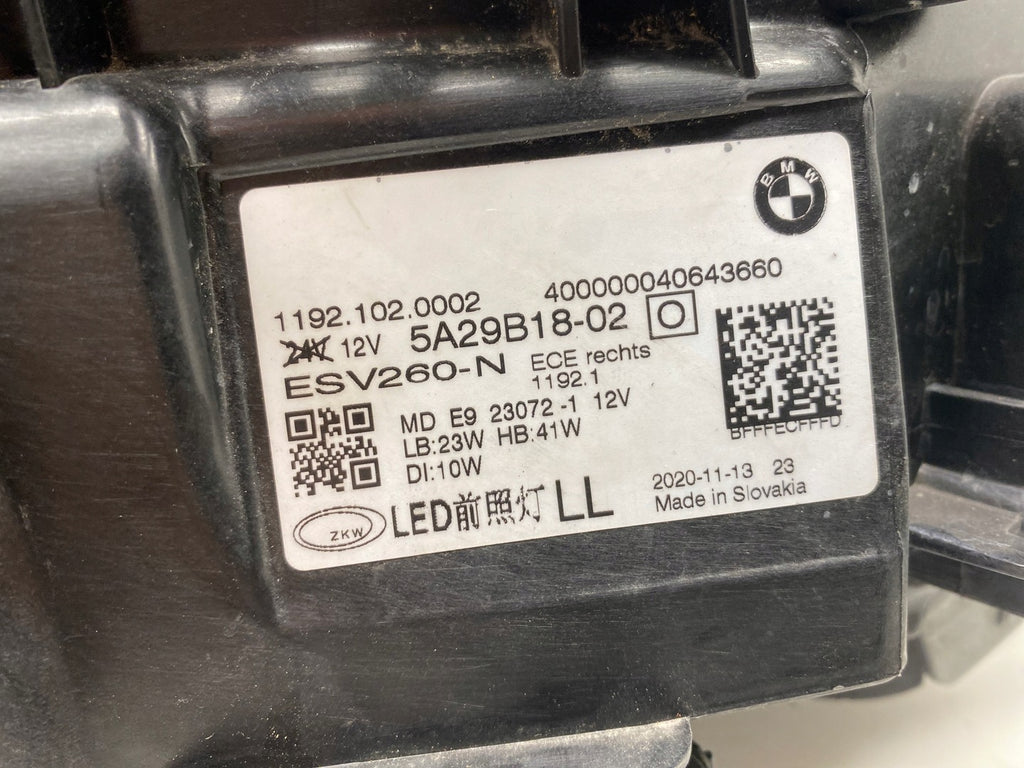 BMW
400000040643660
1192.102.0002
24V 12V 5A29B18-02 O
ESV260-N ECE rechts
1192.1
MD E9 23072 -1 12V
LB:23W HB:41W
DI:10W
BFFFECFFFD
2020-11-13 23
Made in Slovakia
ZKW LED前照灯 LL